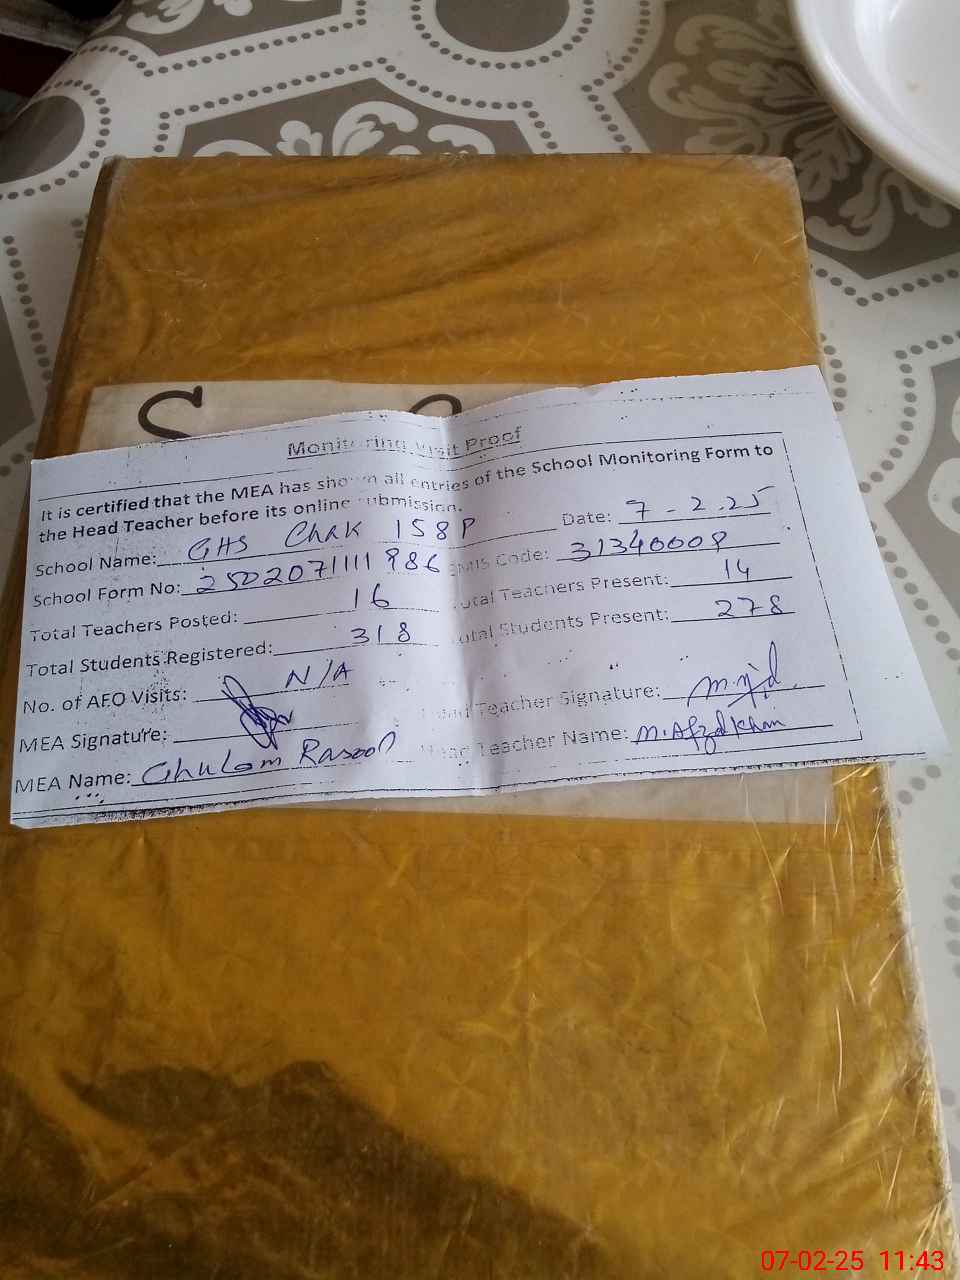 S
Monitoring Visit Proof
It is certified that the MEA has shown all entries of the School Monitoring Form to
the Head Teacher before its online submission.
School Name: GHS Chak 158P Date: 7-2.25
School Form No: 2502071111986 EMIS Code: 31340009
Total Teachers Posted: 16 Total Teachers Present: 14
Total Students Registered: 318 Total Students Present: 278
No. of AEO Visits: N/A
MEA Signature: Head Teacher Signature:
MEA Name: Ghulam Rasool Head Teacher Name: M. Afzal Khan
07-02-25 11:43